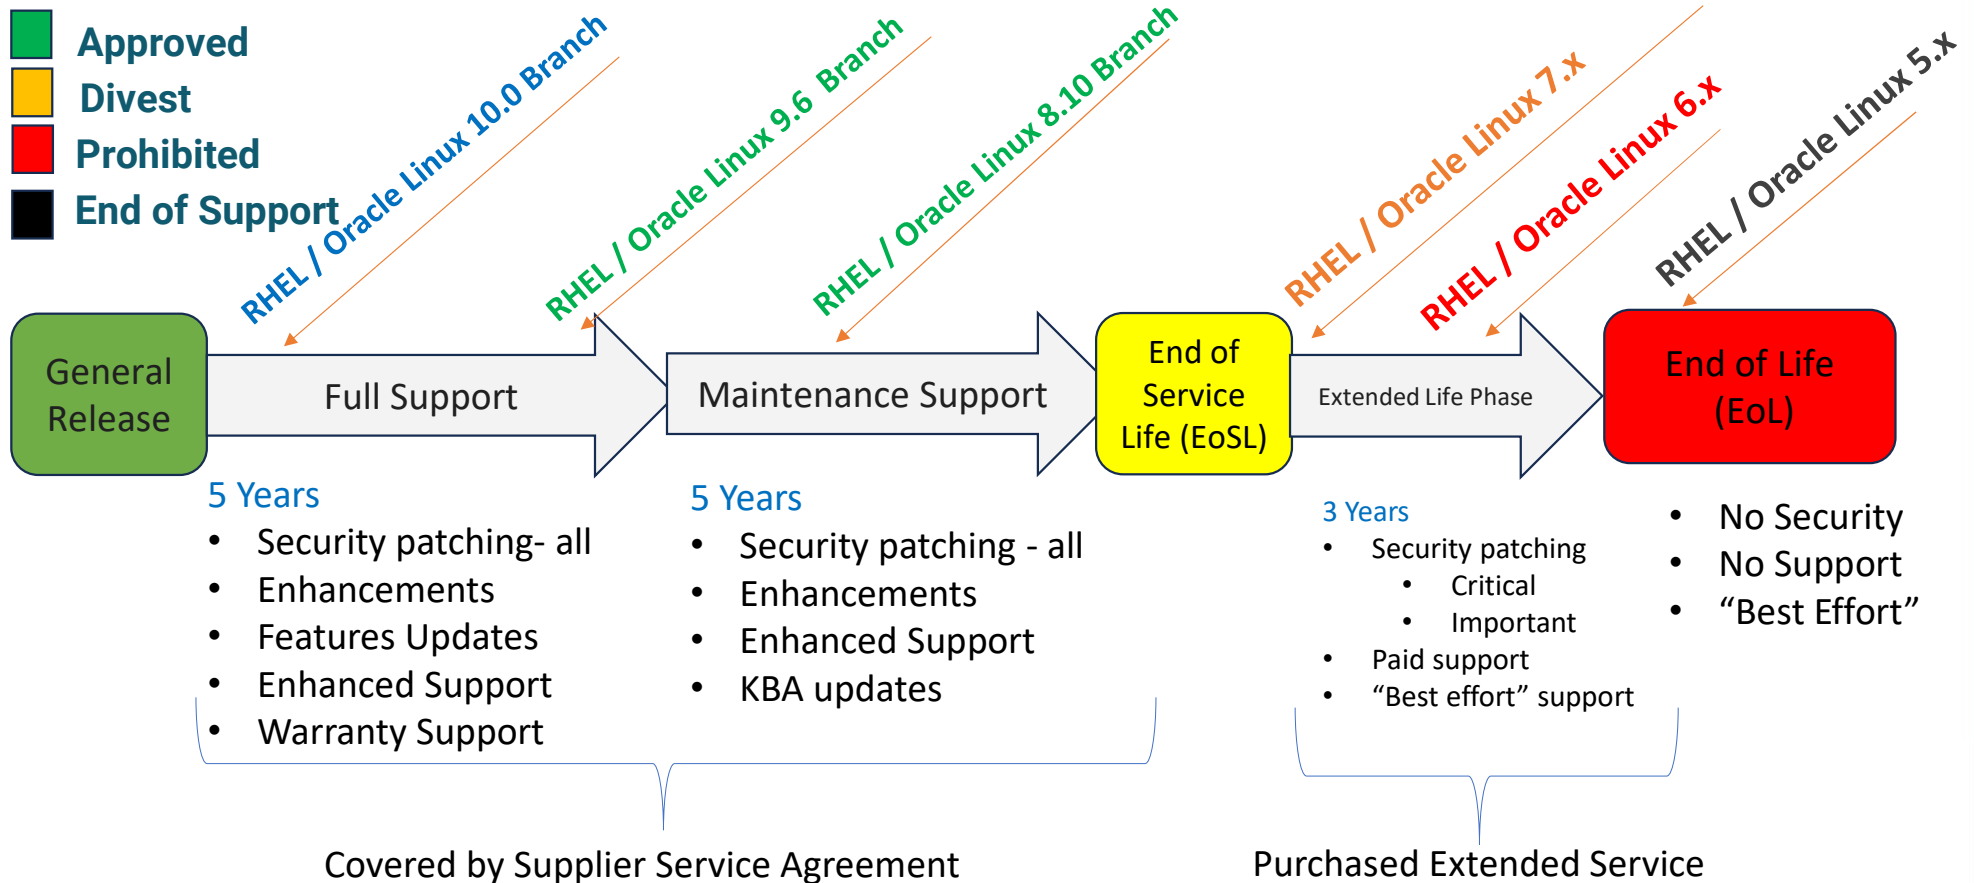 Approved
Divest
Prohibited
End of Support
RHEL / Oracle Linux 10.0 Branch
RHEL / Oracle Linux 9.6  Branch
RHEL / Oracle Linux 8.10 Branch
RHEL / Oracle Linux 7.x
RHEL / Oracle Linux 6.x
RHEL / Oracle Linux 5.x
General
Release
Full Support
Maintenance Support
End of
Service
Life (EoSL)
Extended Life Phase
End of Life
(EoL)
5 Years
• Security patching- all
• Enhancements
• Features Updates
• Enhanced Support
• Warranty Support
5 Years
• Security patching - all
• Enhancements
• Enhanced Support
• KBA updates
3 Years
• Security patching
• Critical
• Important
• Paid support
• “Best effort” support
• No Security
• No Support
• “Best Effort”
Covered by Supplier Service Agreement
Purchased Extended Service